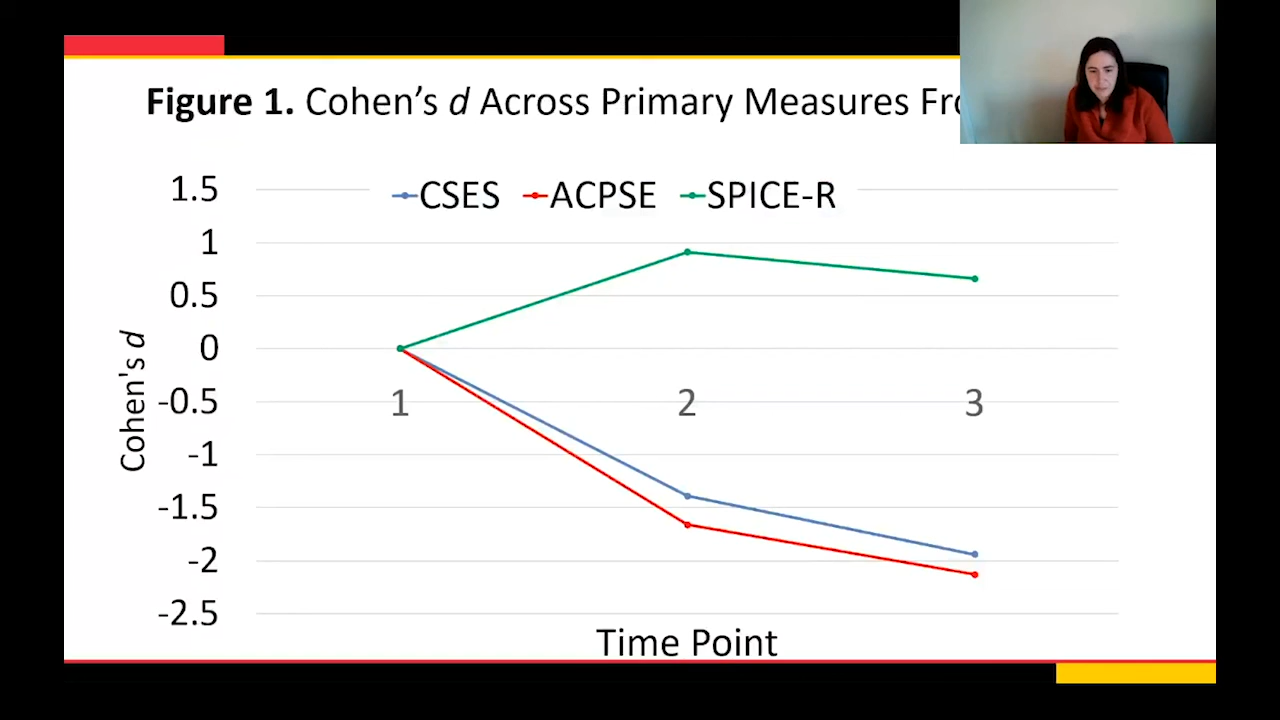 Figure 1. Cohen's d Across Primary Measures
1.5
CSES ACPSE SPICE-R
1
0.5
0
-0.5
1 2 3
-1
-1.5
-2
-2.5
Cohen's d
Time Point